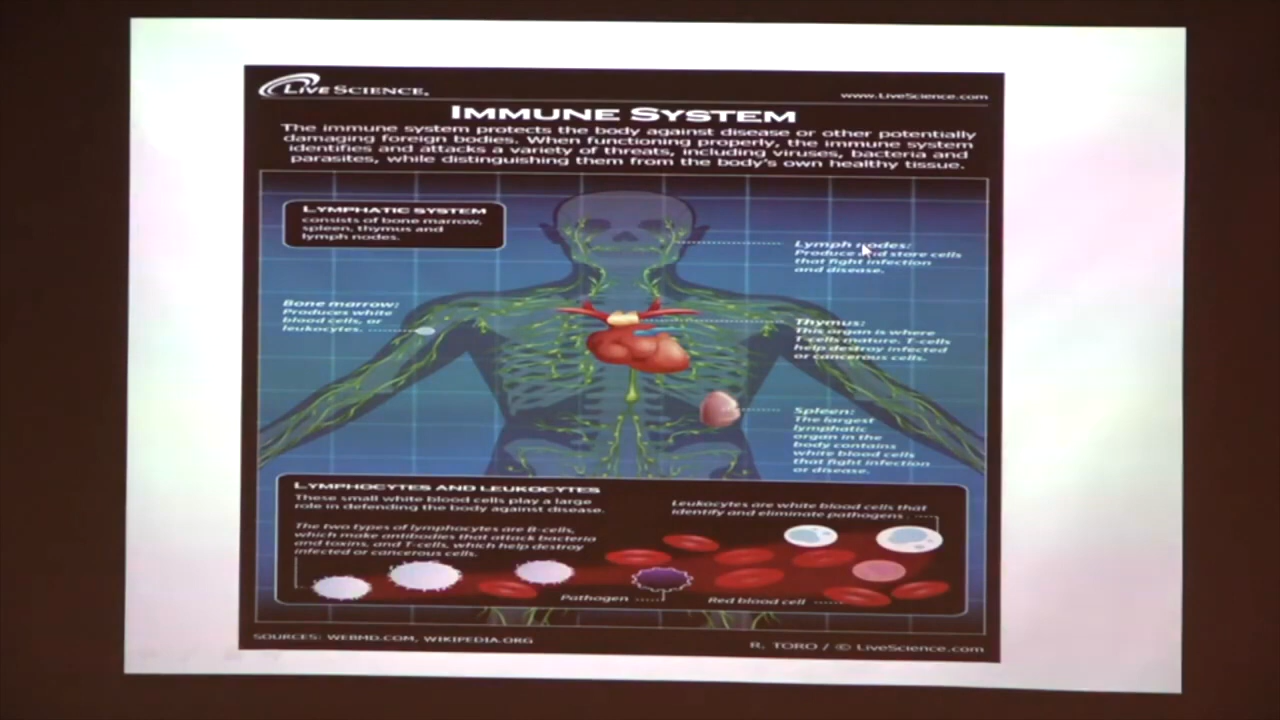 LIVESCIENCE.
www.LiveScience.com
IMMUNE SYSTEM
The immune system protects the body against disease or other potentially
damaging foreign bodies. When functioning properly, the immune system
identifies and attacks a variety of threats, including viruses, bacteria and
parasites, while distinguishing them from the body's own healthy tissue.
LYMPHATIC SYSTEM
consists of bone marrow,
spleen, thymus and
lymph nodes.
Lymph nodes:
Produce and store cells
that fight infection
and disease.
Bone marrow:
Produces white
blood cells, or
leukocytes.
Thymus:
This organ is where
T-cells mature. T-cells
help destroy infected
or cancerous cells.
Spleen:
The largest
lymphatic
organ in the
body contains
white blood cells
that fight infection
or disease.
LYMPHOCYTES AND LEUKOCYTES
These small white blood cells play a large
role in defending the body against disease.
The two types of lymphocytes are B-cells,
which make antibodies that attack bacteria
and toxins, and T-cells, which help destroy
infected or cancerous cells.
Leukocytes are white blood cells that
identify and eliminate pathogens
Pathogen
Red blood cell
SOURCES: WEBMD.COM, WIKIPEDIA.ORG
R. TORO / © LiveScience.com